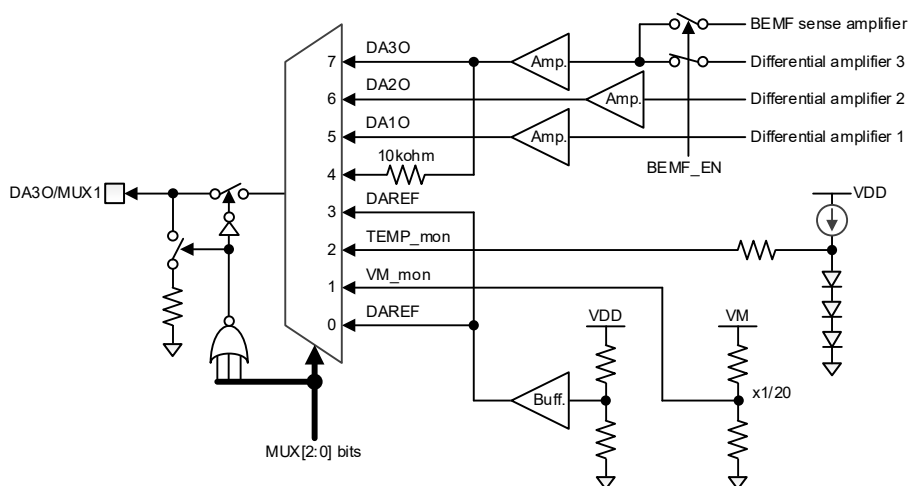 BEMF sense amplifier
DA3O
7
Amp.
Differential amplifier 3
DA2O
6
Amp.
Differential amplifier 2
DA1O
5
Amp.
Differential amplifier 1
10kohm
4
BEMF_EN
DA3O/MUX1
DAREF
3
VDD
TEMP_mon
2
VM_mon
1
DAREF
0
VDD
VM
Buff.
x1/20
MUX[2:0] bits